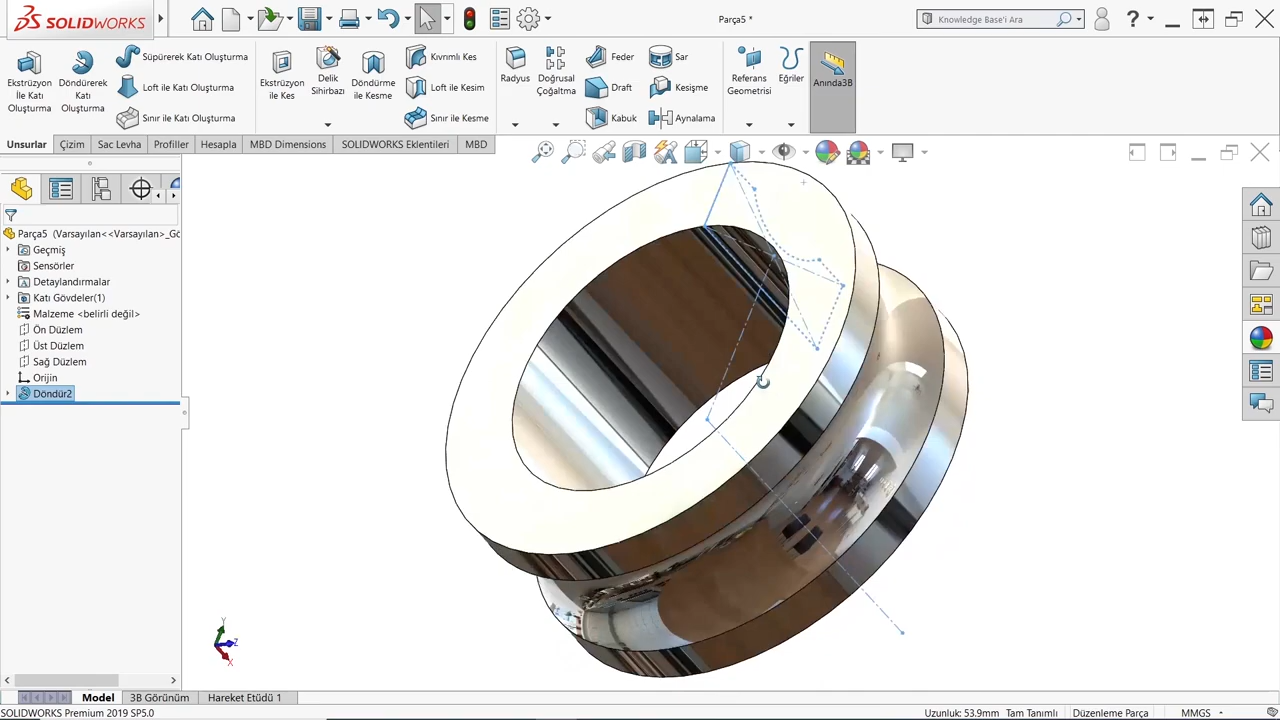 SOLIDWORKS
Parça5 *
Knowledge Base'i Ara
Ekstrüzyon ile Katı Oluşturma
Döndürerek Katı Oluşturma
Süpürerek Katı Oluşturma
Loft ile Katı Oluşturma
Sınır ile Katı Oluşturma
Ekstrüzyon ile Kes
Delik Sihirbazı
Döndürme ile Kesme
Kıvrımlı Kes
Loft ile Kesim
Sınır ile Kesme
Radyus
Doğrusal Çoğaltma
Feder
Draft
Kabuk
Sar
Kesişme
Aynalama
Referans Geometrisi
Eğriler
Anında3B
Unsurlar
Çizim
Sac Levha
Profiller
Hesapla
MBD Dimensions
SOLIDWORKS Eklentileri
MBD
Parça5 (Varsayılan<<Varsayılan>_Gö
Geçmiş
Sensörler
Detaylandırmalar
Katı Gövdeler(1)
Malzeme <belirli değil>
Ön Düzlem
Üst Düzlem
Sağ Düzlem
Orijin
Döndür2
Y
Z
X
Model
3B Görünüm
Hareket Etüdü 1
SOLIDWORKS Premium 2019 SP5.0
Uzunluk: 53.9mm
Tam Tanımlı
Düzenleme Parça
MMGS